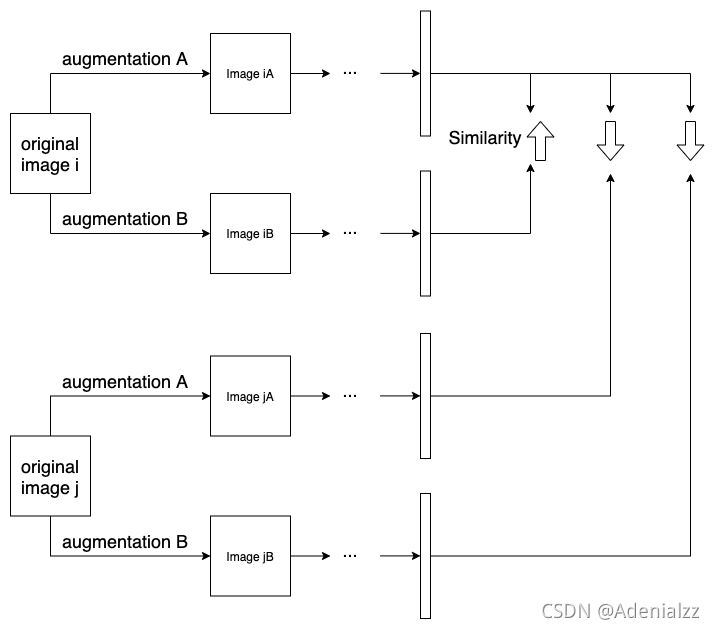 augmentation A
Image iA
...
original
image i
Similarity
augmentation B
Image iB
...
augmentation A
Image jA
...
original
image j
augmentation B
Image jB
...
CSDN @Adenialzz